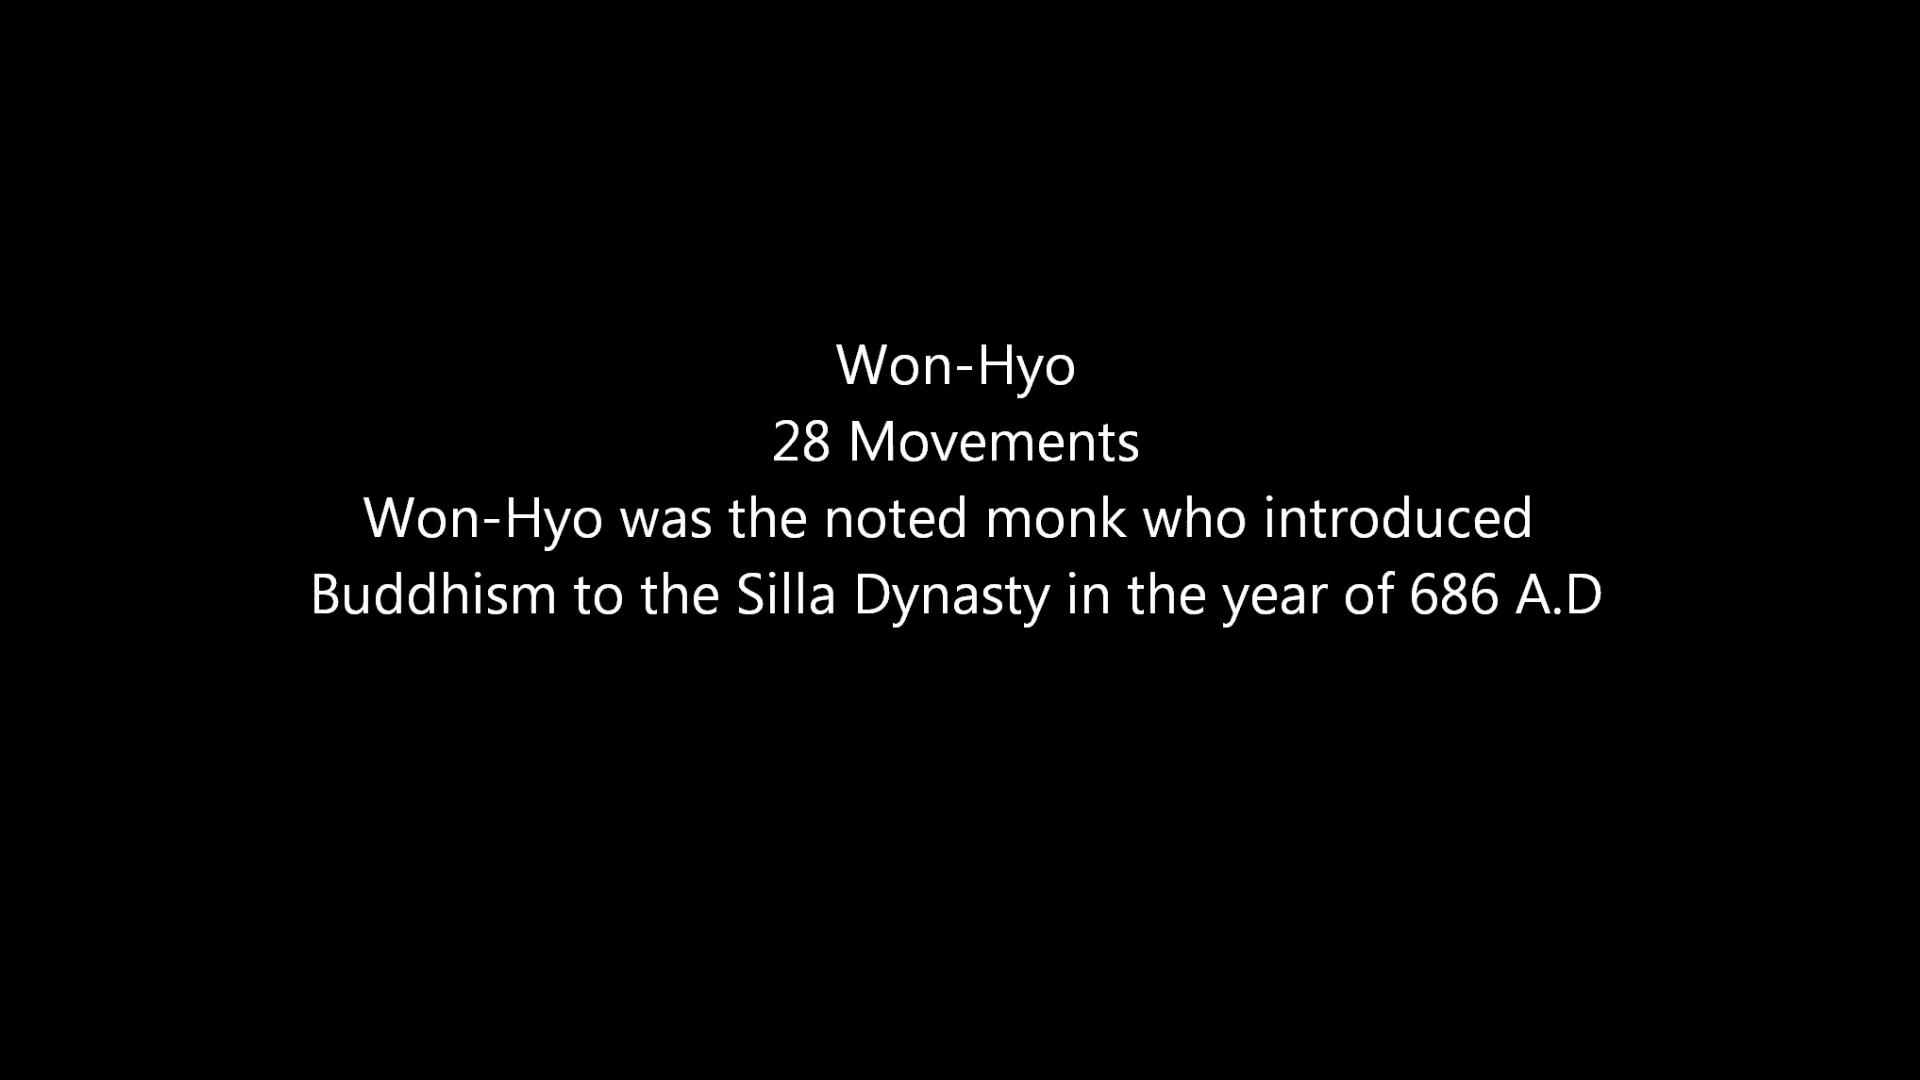 Won-Hyo
28 Movements
Won-Hyo was the noted monk who introduced
Buddhism to the Silla Dynasty in the year of 686 A.D